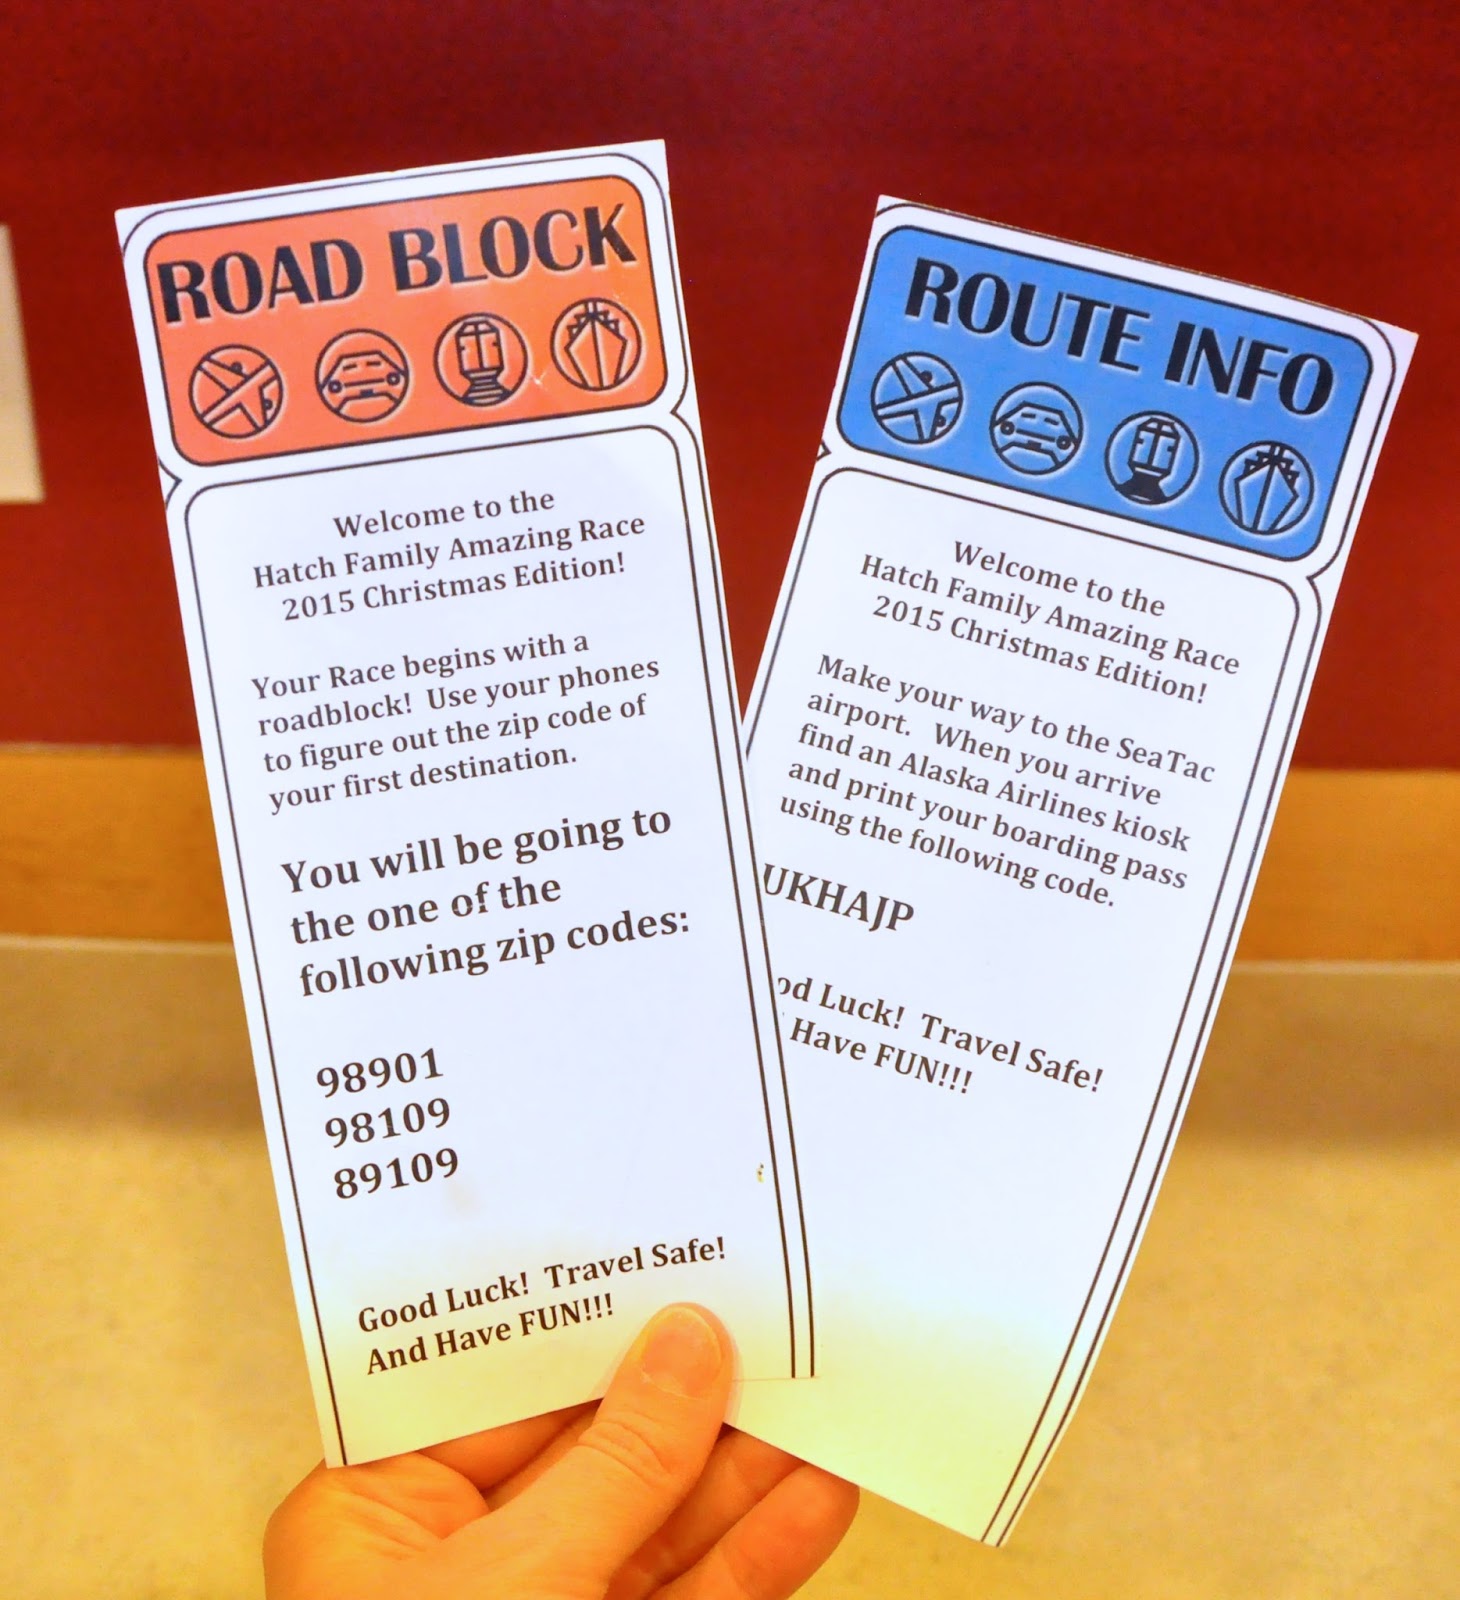 ROAD BLOCK
Welcome to the
Hatch Family Amazing Race
2015 Christmas Edition!
Your Race begins with a
roadblock!  Use your phones
to figure out the zip code of
your first destination.
You will be going to
the one of the
following zip codes:
98901
98109
89109
Good Luck!  Travel Safe!
And Have FUN!!!
ROUTE INFO
Welcome to the
Hatch Family Amazing Race
2015 Christmas Edition!
Make your way to the SeaTac
airport.   When you arrive
find an Alaska Airlines kiosk
and print your boarding pass
using the following code.
UKHAJP
od Luck!  Travel Safe!
Have FUN!!!